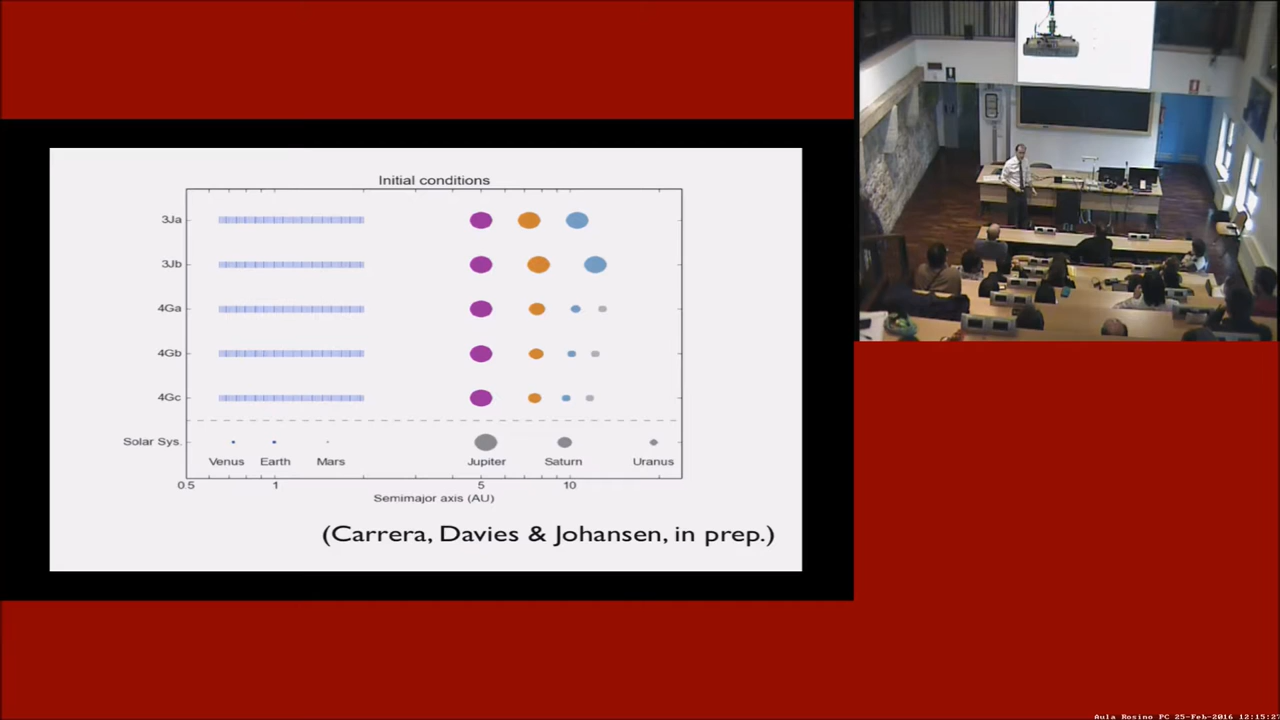 Initial conditions
3Ja
3Jb
4Ga
4Gb
4Gc
Solar Sys.
Venus Earth Mars Jupiter Saturn Uranus
0.5 1 5 10
Semimajor axis (AU)
(Carrera, Davies & Johansen, in prep.)
Aula Rosino PC 25-Feb-2016 12:15:2